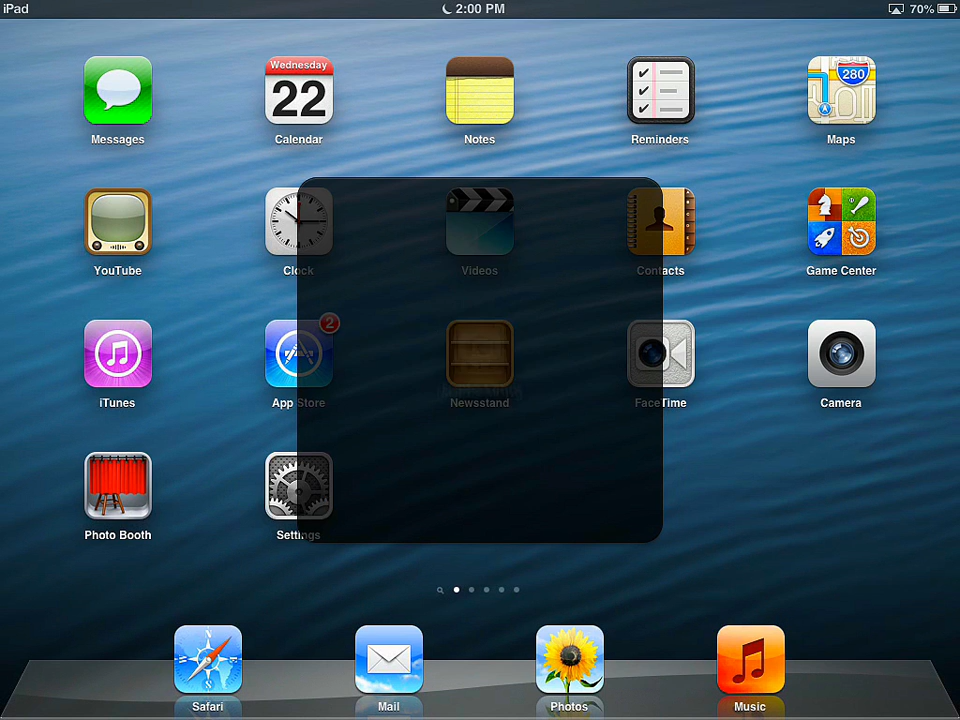 iPad 2:00 PM 70%
Wednesday
22
280
Messages Calendar Notes Reminders Maps
YouTube Clock Videos Contacts Game Center
2
iTunes App Store Newsstand FaceTime Camera
Photo Booth Settings
N
S
Safari Mail Photos Music